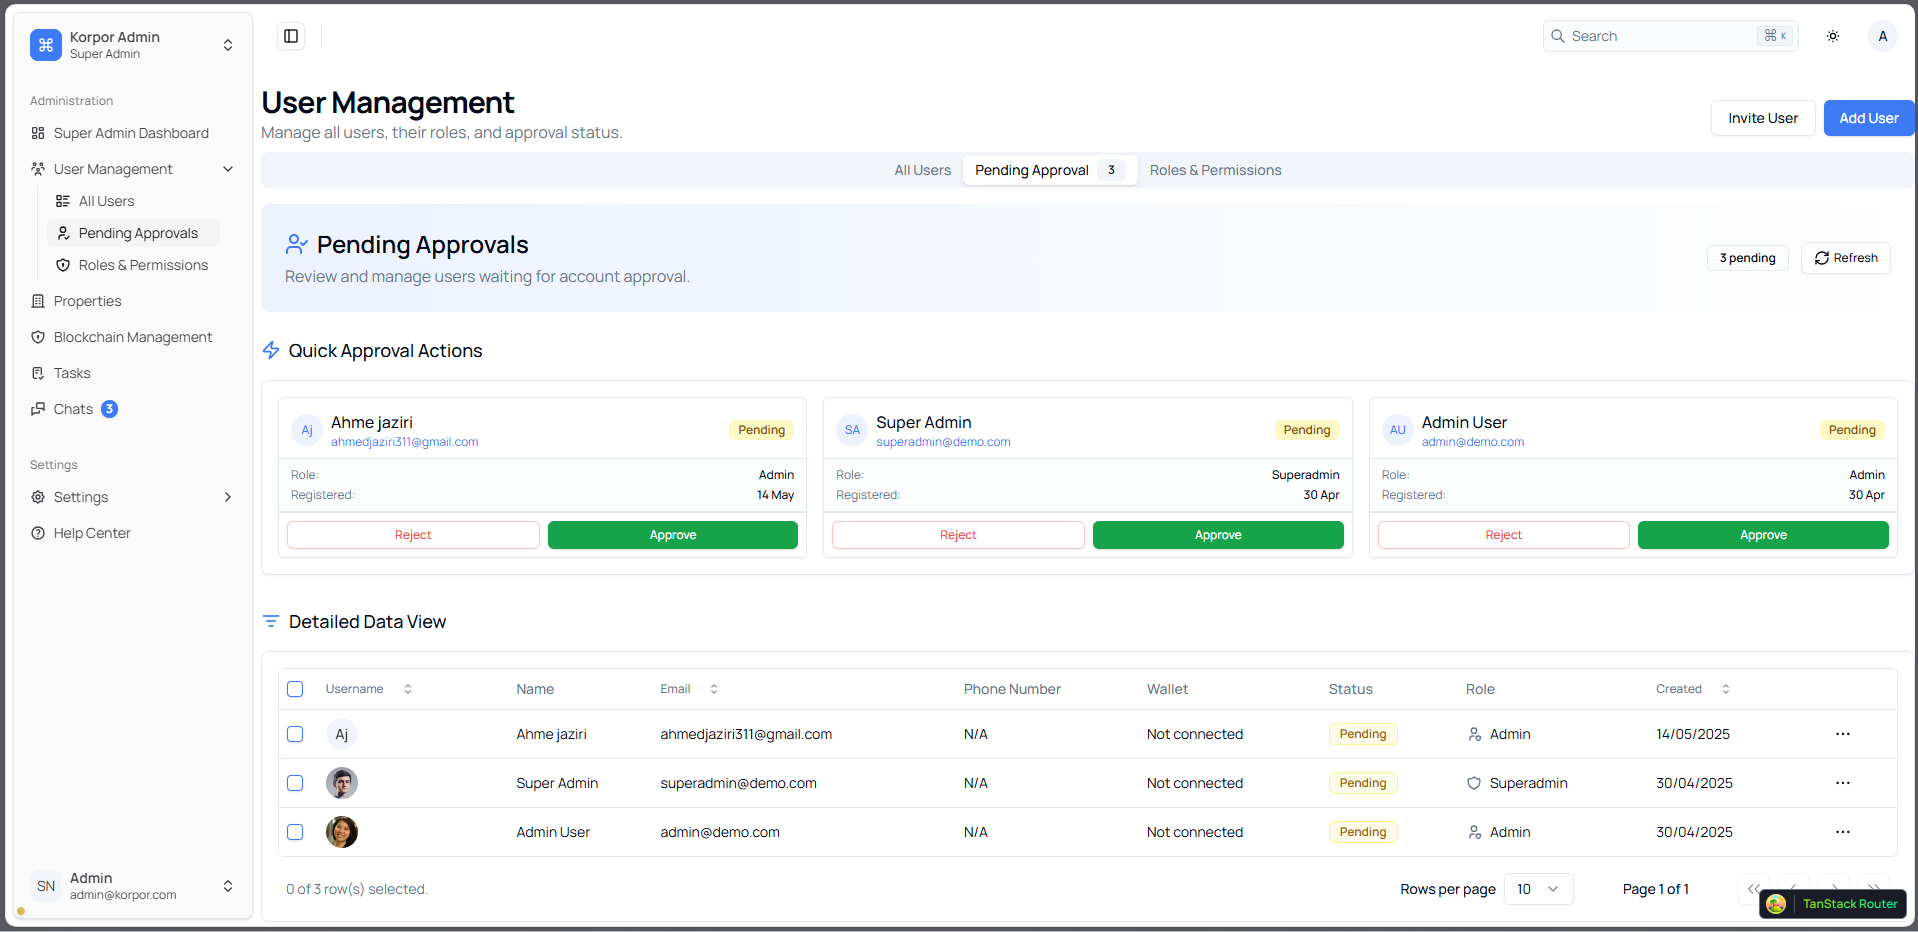 Korpor Admin
Super Admin
Search
⌘ K
A
Administration
Super Admin Dashboard
User Management
All Users
Pending Approvals
Roles & Permissions
Properties
Blockchain Management
Tasks
Chats 3
Settings
Settings
Help Center
SN
Admin
admin@korpor.com
User Management
Manage all users, their roles, and approval status.
Invite User
Add User
All Users
Pending Approval 3
Roles & Permissions
Pending Approvals
Review and manage users waiting for account approval.
3 pending
Refresh
Quick Approval Actions
Aj
Ahme jaziri
ahmedjaziri311@gmail.com
Pending
Role: Admin
Registered: 14 May
Reject
Approve
SA
Super Admin
superadmin@demo.com
Pending
Role: Superadmin
Registered: 30 Apr
Reject
Approve
AU
Admin User
admin@demo.com
Pending
Role: Admin
Registered: 30 Apr
Reject
Approve
Detailed Data View
Username Name Email Phone Number Wallet Status Role Created
Aj Ahme jaziri ahmedjaziri311@gmail.com N/A Not connected Pending Admin 14/05/2025
Super Admin superadmin@demo.com N/A Not connected Pending Superadmin 30/04/2025
Admin User admin@demo.com N/A Not connected Pending Admin 30/04/2025
0 of 3 row(s) selected.
Rows per page 10
Page 1 of 1
TanStack Router